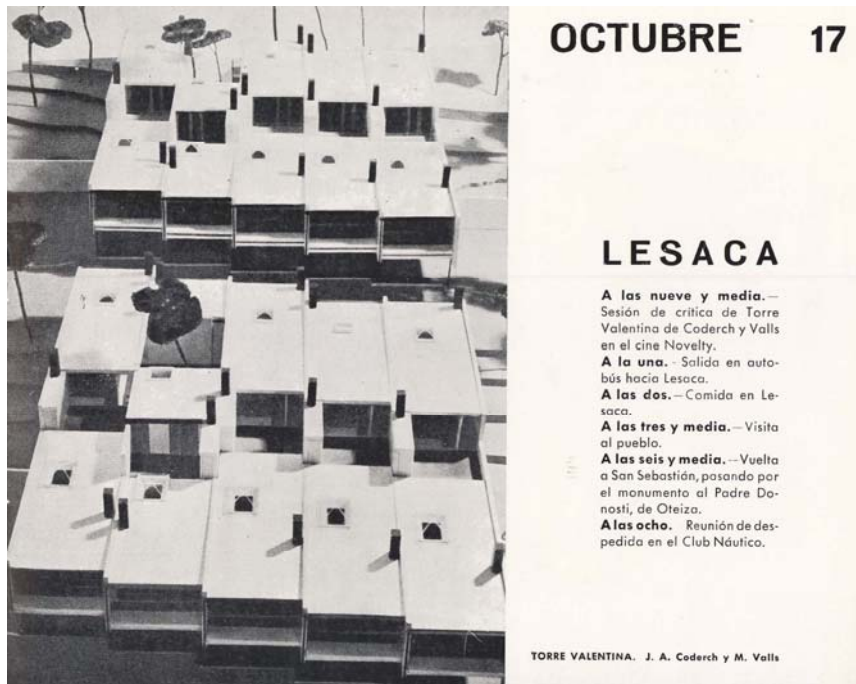 OCTUBRE 17
LESACA
A las nueve y media.—
Sesión de crítica de Torre
Valentina de Coderch y Valls
en el cine Novelty.
A la una. - Salida en auto-
bús hacia Lesaca.
A las dos.—Comida en Le-
saca.
A las tres y media.—Visita
al pueblo.
A las seis y media.—Vuelta
a San Sebastián, pasando por
el monumento al Padre Do-
nosti, de Oteiza.
A las ocho. Reunión de des-
pedida en el Club Náutico.
TORRE VALENTINA. J. A. Coderch y M. Valls